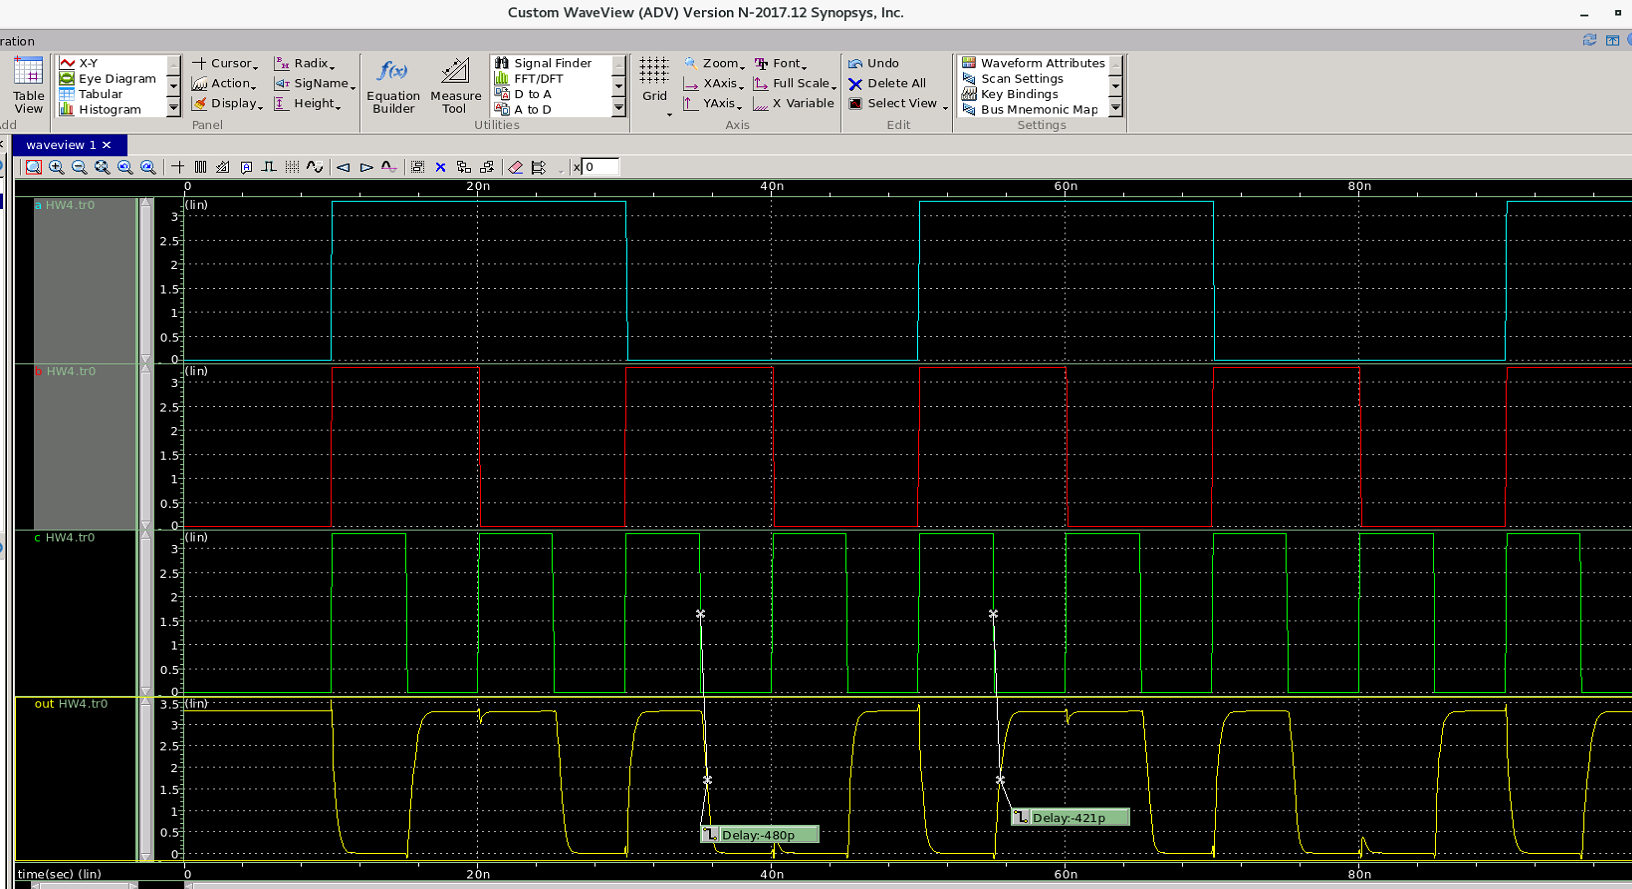 Custom WaveView (ADV) Version N-2017.12 Synopsys, Inc.
ration
X-Y Cursor Radix Signal Finder Zoom Font Undo Waveform Attributes
Eye Diagram FFT/DFT Scan Settings
Table View Tabular Action SigName f(x) Equation Builder Measure Tool D to A Grid XAxis Full Scale Delete All Key Bindings
Histogram Display Height A to D YAxis X Variable Select View Bus Mnemonic Map
dd Panel Utilities Axis Edit Settings
waveview 1
x 0
0 20n 40n 60n 80n
a HW4.tr0 (lin)
3
2.5
2
1.5
1
0.5
0
b HW4.tr0 (lin)
3
2.5
2
1.5
1
0.5
0
c HW4.tr0 (lin)
3
2.5
2
1.5
1
0.5
0
out HW4.tr0 3.5 (lin)
3
2.5
2
1.5
1
Delay:-421p
0.5 Delay:-480p
0
time(sec) (lin) 0 20n 40n 60n 80n